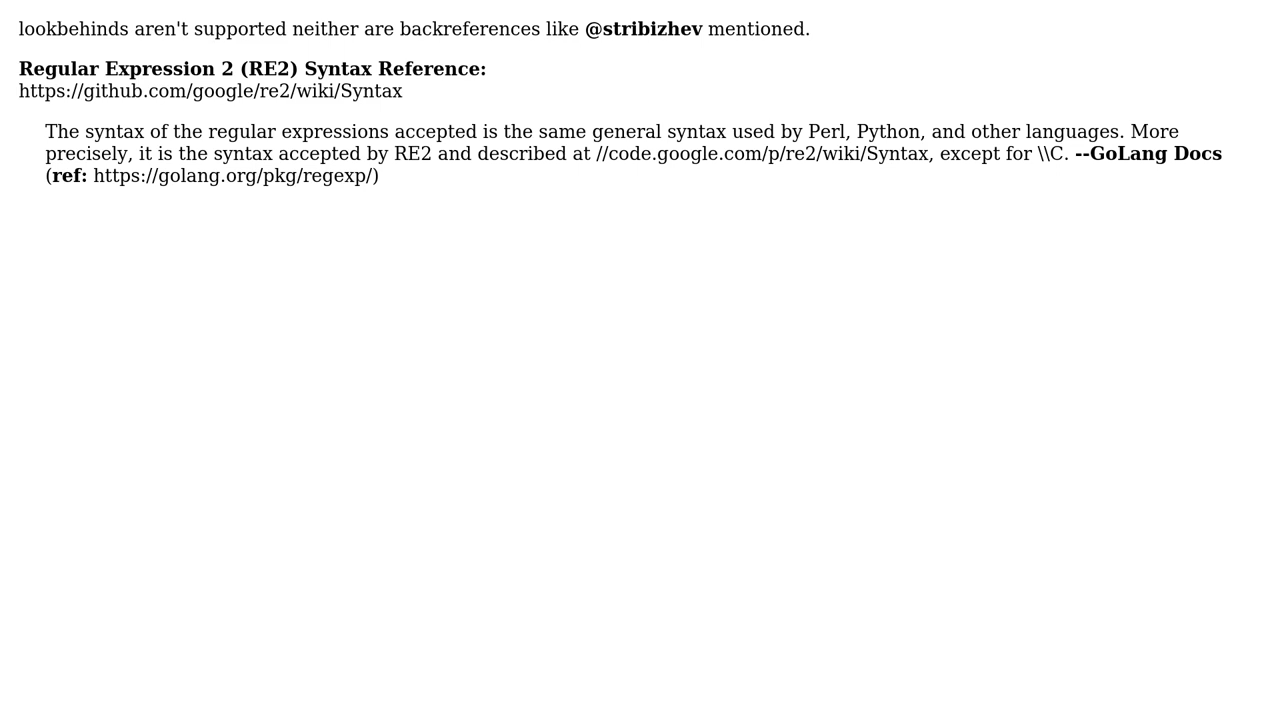 lookbehinds aren't supported neither are backreferences like @stribizhev mentioned.
Regular Expression 2 (RE2) Syntax Reference:
https://github.com/google/re2/wiki/Syntax
The syntax of the regular expressions accepted is the same general syntax used by Perl, Python, and other languages. More
precisely, it is the syntax accepted by RE2 and described at //code.google.com/p/re2/wiki/Syntax, except for \\C. --GoLang Docs
(ref: https://golang.org/pkg/regexp/)